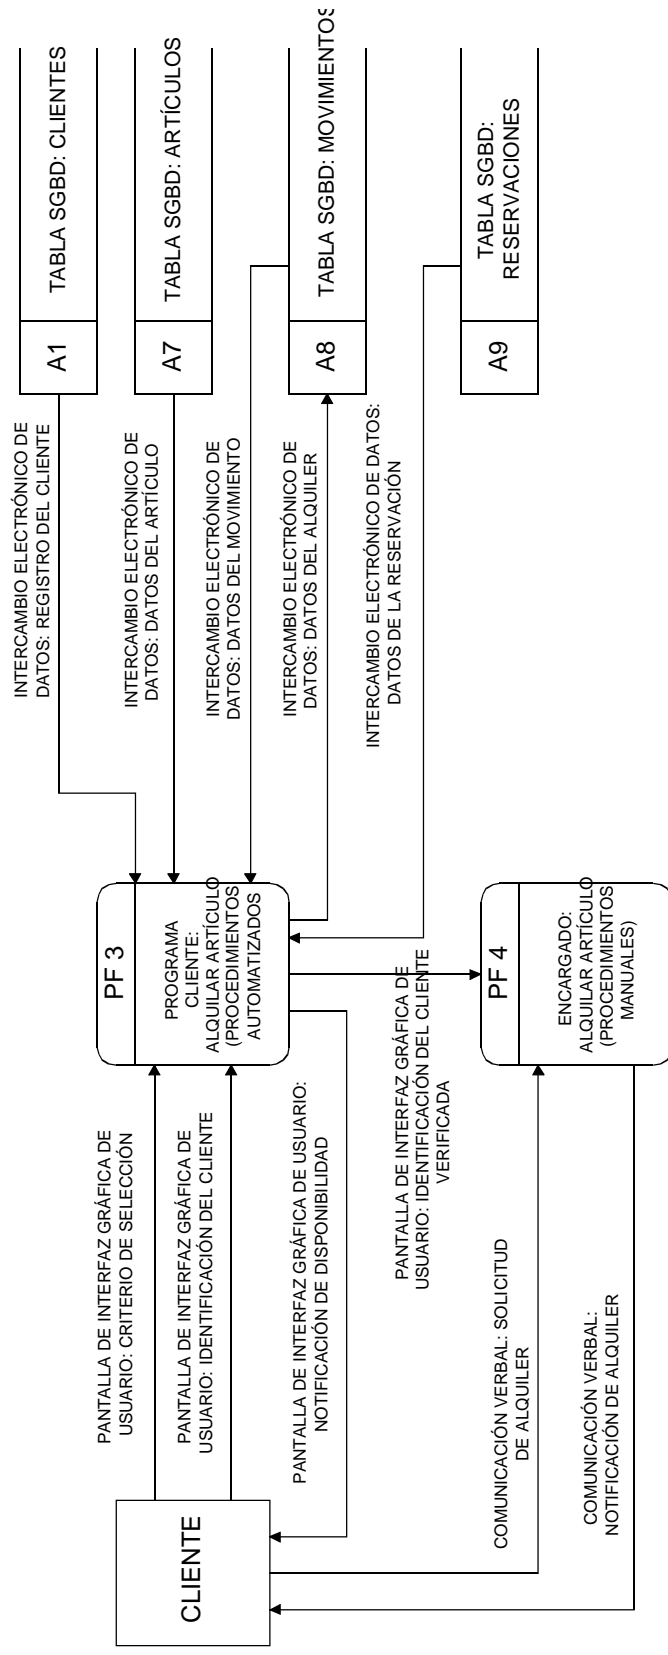 CLIENTE
PANTALLA DE INTERFAZ GRÁFICA DE
USUARIO: CRITERIO DE SELECCIÓN
PANTALLA DE INTERFAZ GRÁFICA DE
USUARIO: IDENTIFICACIÓN DEL CLIENTE
PANTALLA DE INTERFAZ GRÁFICA DE USUARIO:
NOTIFICACIÓN DE DISPONIBILIDAD
COMUNICACIÓN VERBAL: SOLICITUD
DE ALQUILER
COMUNICACIÓN VERBAL:
NOTIFICACIÓN DE ALQUILER
PF 3
PROGRAMA
CLIENTE:
ALQUILAR ARTÍCULO
(PROCEDIMIENTOS
AUTOMATIZADOS
PANTALLA DE INTERFAZ GRÁFICA DE
USUARIO: IDENTIFICACIÓN DEL CLIENTE
VERIFICADA
PF 4
ENCARGADO:
ALQUILAR ARTÍCULO
(PROCEDIMIENTOS
MANUALES)
INTERCAMBIO ELECTRÓNICO DE
DATOS: REGISTRO DEL CLIENTE
INTERCAMBIO ELECTRÓNICO DE
DATOS: DATOS DEL ARTÍCULO
INTERCAMBIO ELECTRÓNICO DE
DATOS: DATOS DEL MOVIMIENTO
INTERCAMBIO ELECTRÓNICO DE
DATOS: DATOS DEL ALQUILER
INTERCAMBIO ELECTRÓNICO DE DATOS:
DATOS DE LA RESERVACIÓN
A1
TABLA SGBD: CLIENTES
A7
TABLA SGBD: ARTÍCULOS
A8
TABLA SGBD: MOVIMIENTOS
A9
TABLA SGBD:
RESERVACIONES